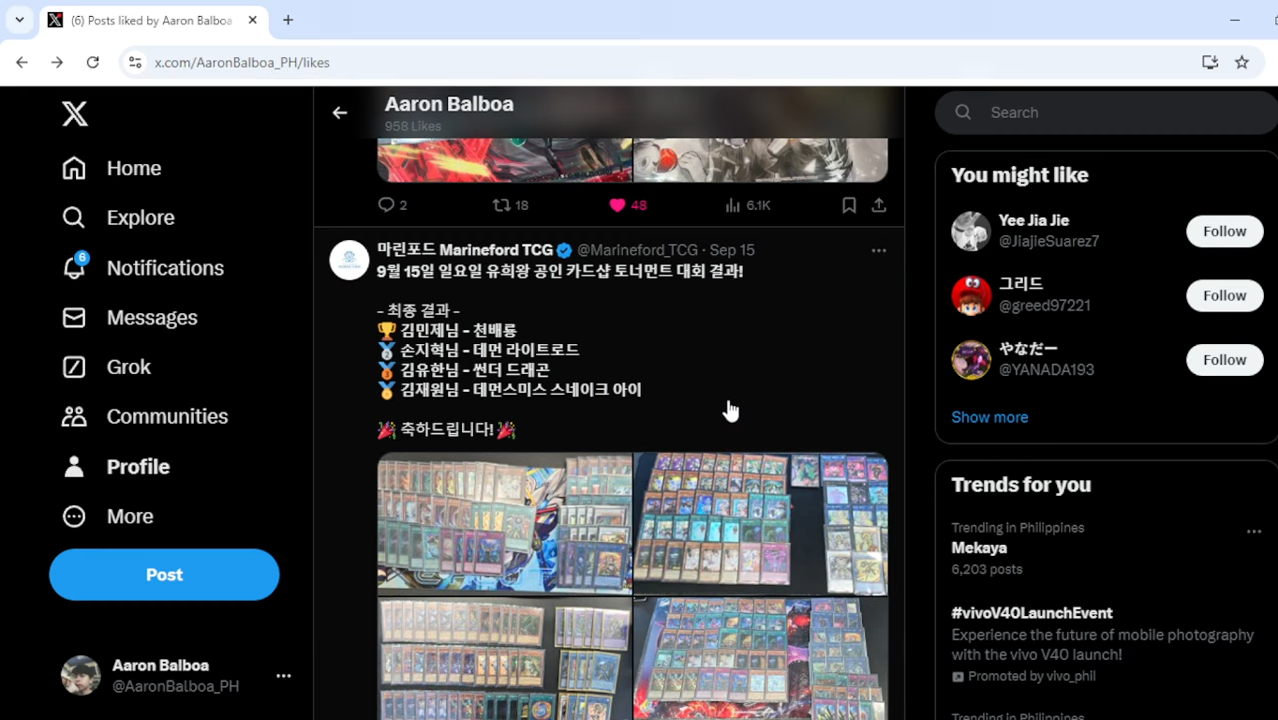 (6) Posts liked by Aaron Balboa
x.com/AaronBalboa_PH/likes
Home
Explore
6
Notifications
Messages
Grok
Communities
Profile
More
Post
Aaron Balboa
@AaronBalboa_PH
Aaron Balboa
958 Likes
2
18
48
6.1K
마린포드 Marineford TCG @Marineford_TCG · Sep 15
9월 15일 일요일 유희왕 공인 카드샵 토너먼트 대회 결과!
- 최종 결과 -
🏆 김민제님 - 천배룡
🥈 손지혁님 - 데먼 라이트로드
🥉 김유한님 - 썬더 드래곤
🏅 김재원님 - 데먼스미스 스네이크 아이
🎉 축하드립니다! 🎉
Search
You might like
Yee Jia Jie
@JiajieSuarez7
Follow
그리드
@greed97221
Follow
やなだー
@YANADA193
Follow
Show more
Trends for you
Trending in Philippines
Mekaya
6,203 posts
#vivoV40LaunchEvent
Experience the future of mobile photography
with the vivo V40 launch!
Promoted by vivo_phil
Trending in Philippines